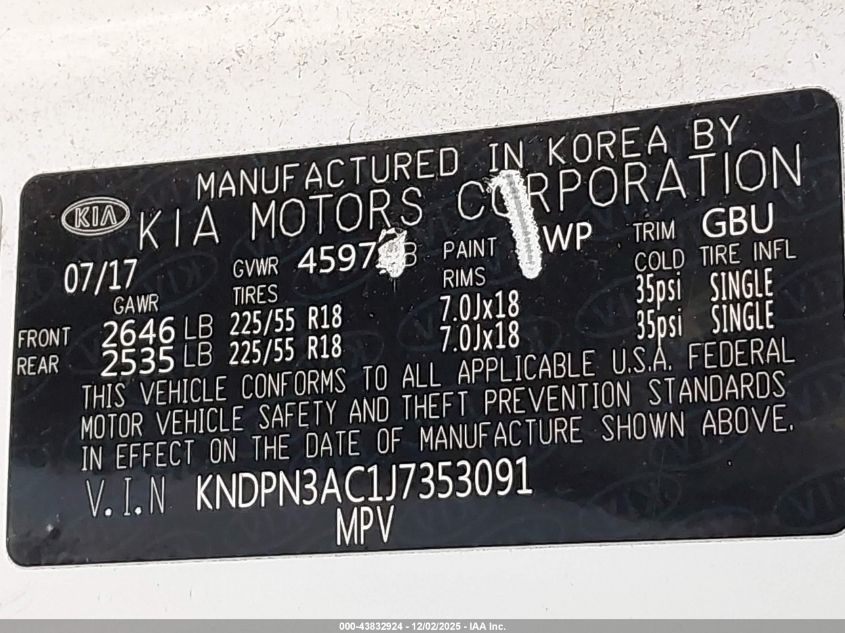 MANUFACTURED IN KOREA BY
KIA KIA MOTORS CORPORATION
07/17 GVWR 4597 PAINT WP TRIM GBU
GAWR TIRES RIMS COLD TIRE INFL
FRONT 2646 LB 225/55 R18 7.0Jx18 35psi SINGLE
REAR 2535 LB 225/55 R18 7.0Jx18 35psi SINGLE
THIS VEHICLE CONFORMS TO ALL APPLICABLE U.S.A. FEDERAL
MOTOR VEHICLE SAFETY AND THEFT PREVENTION STANDARDS
IN EFFECT ON THE DATE OF MANUFACTURE SHOWN ABOVE.
V.I.N KNDPN3AC1J7353091
MPV
000-43832924 - 12/02/2025 - IAA Inc.